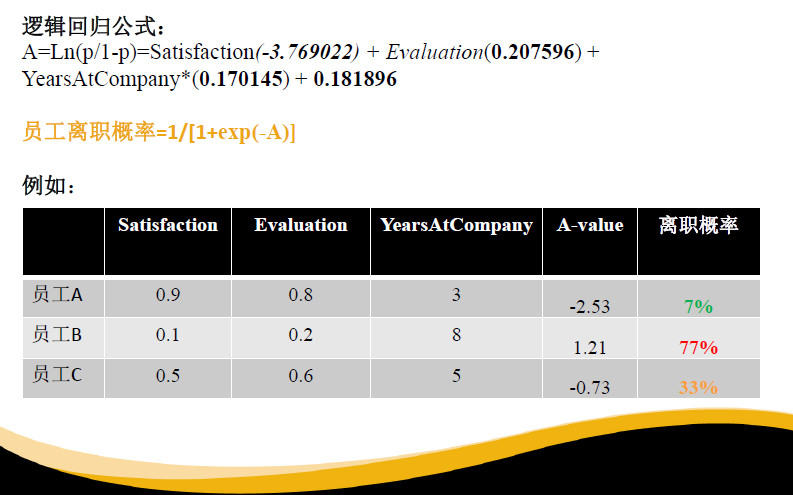 逻辑回归公式：
A=Ln(p/1-p)=Satisfaction(-3.769022) + Evaluation(0.207596) +
YearsAtCompany*(0.170145) + 0.181896
员工离职概率=1/[1+exp(-A)]
例如：
Satisfaction Evaluation YearsAtCompany A-value 离职概率
员工A 0.9 0.8 3 -2.53 7%
员工B 0.1 0.2 8 1.21 77%
员工C 0.5 0.6 5 -0.73 33%